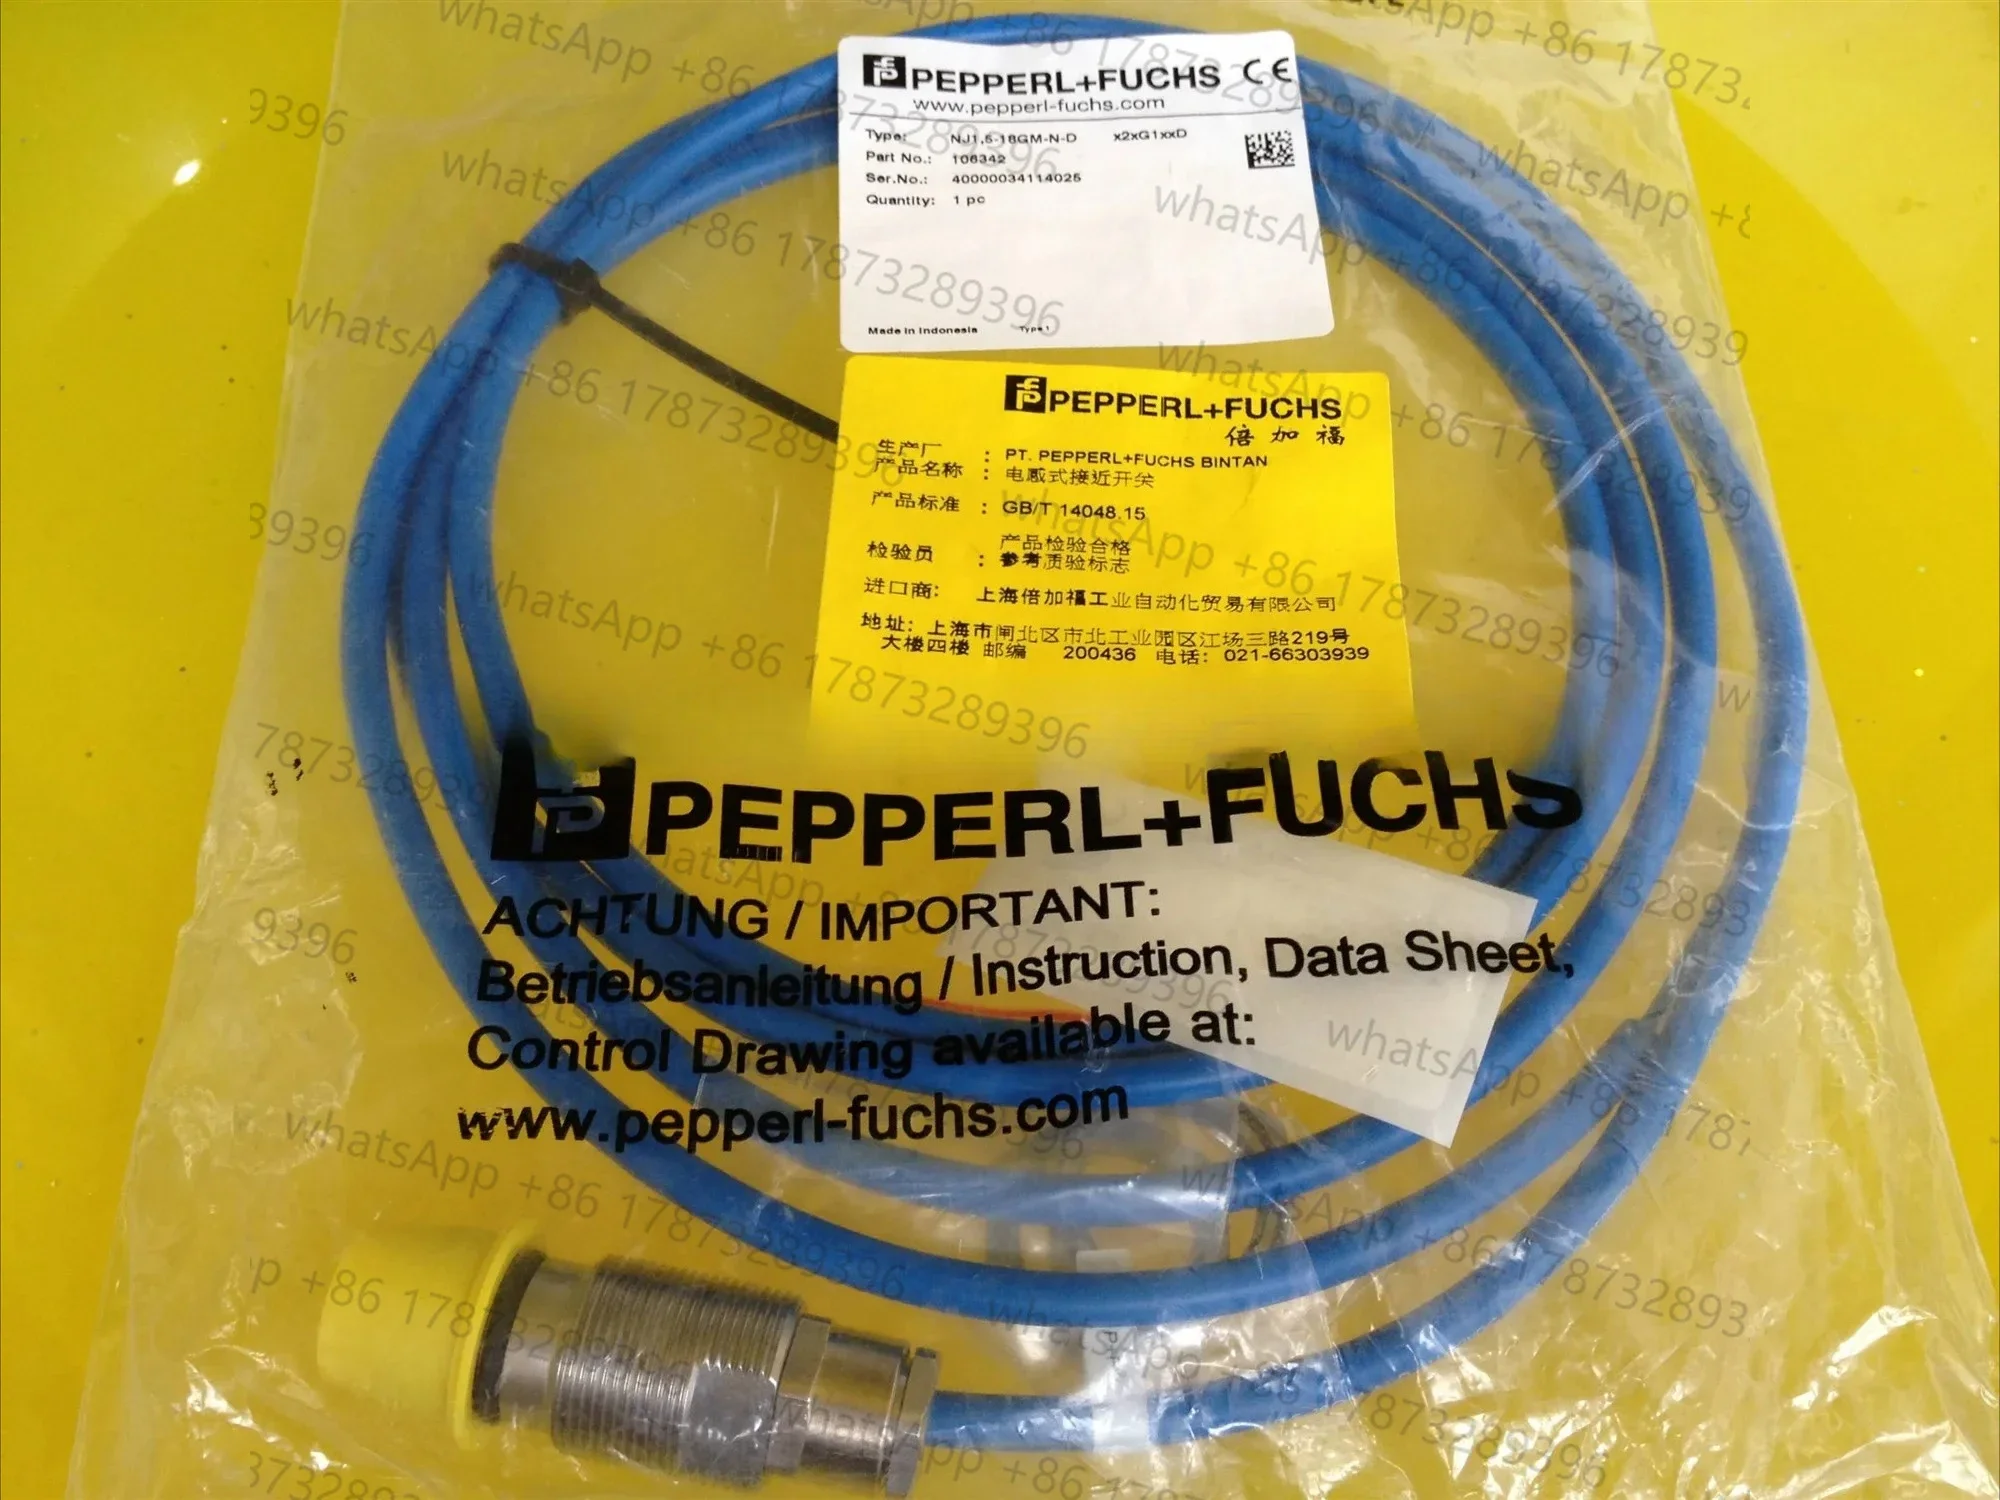 PEPPERL+FUCHS CE
www.pepperl-fuchs.com
Type: NJ1,5-18GM-N-D x2xG1xxD
Part No.: 106342
Ser.No.: 40000034114025
Quantity: 1 pc
Made in Indonesia Type 1
PEPPERL+FUCHS
倍加福
生产厂 : PT. PEPPERL+FUCHS BINTAN
产品名称 : 电感式接近开关
产品标准 : GB/T 14048.15
检验员 : 产品检验合格
参考质验标志
进口商: 上海倍加福工业自动化贸易有限公司
地址: 上海市闸北区市北工业园区江场三路219号
大楼四楼 邮编 200436 电话: 021-66303939
PEPPERL+FUCHS
ACHTUNG / IMPORTANT:
Betriebsanleitung / Instruction, Data Sheet,
Control Drawing available at:
www.pepperl-fuchs.com
whatsApp +86 17873289396